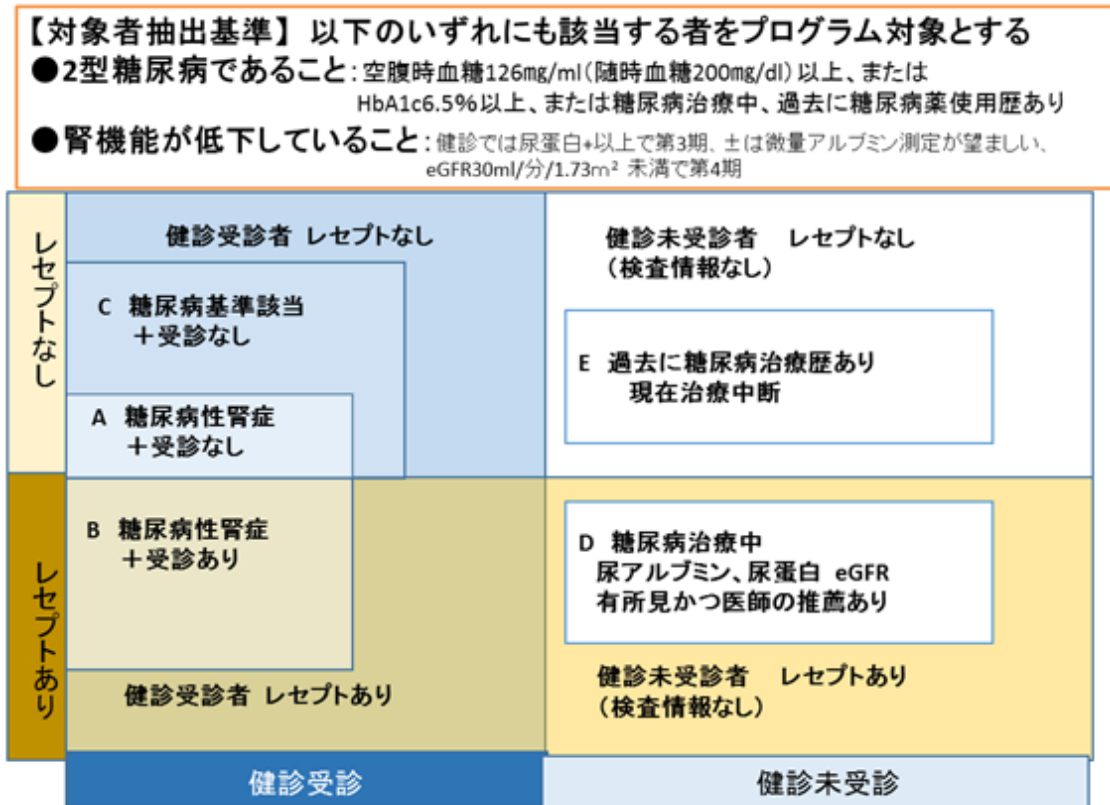 【対象者抽出基準】 以下のいずれにも該当する者をプログラム対象とする
●2型糖尿病であること：空腹時血糖126mg/ml（随時血糖200mg/dl）以上、または
HbA1c6.5%以上、または糖尿病治療中、過去に糖尿病薬使用歴あり
●腎機能が低下していること：健診では尿蛋白+以上で第3期、±は微量アルブミン測定が望ましい、
eGFR30ml/分/1.73m² 未満で第4期
レセプトなし
健診受診者 レセプトなし
C 糖尿病基準該当
＋受診なし
A 糖尿病性腎症
＋受診なし
健診未受診者 レセプトなし
（検査情報なし）
E 過去に糖尿病治療歴あり
現在治療中断
レセプトあり
B 糖尿病性腎症
＋受診あり
健診受診者 レセプトあり
D 糖尿病治療中
尿アルブミン、尿蛋白 eGFR
有所見かつ医師の推薦あり
健診未受診者 レセプトあり
（検査情報なし）
健診受診
健診未受診